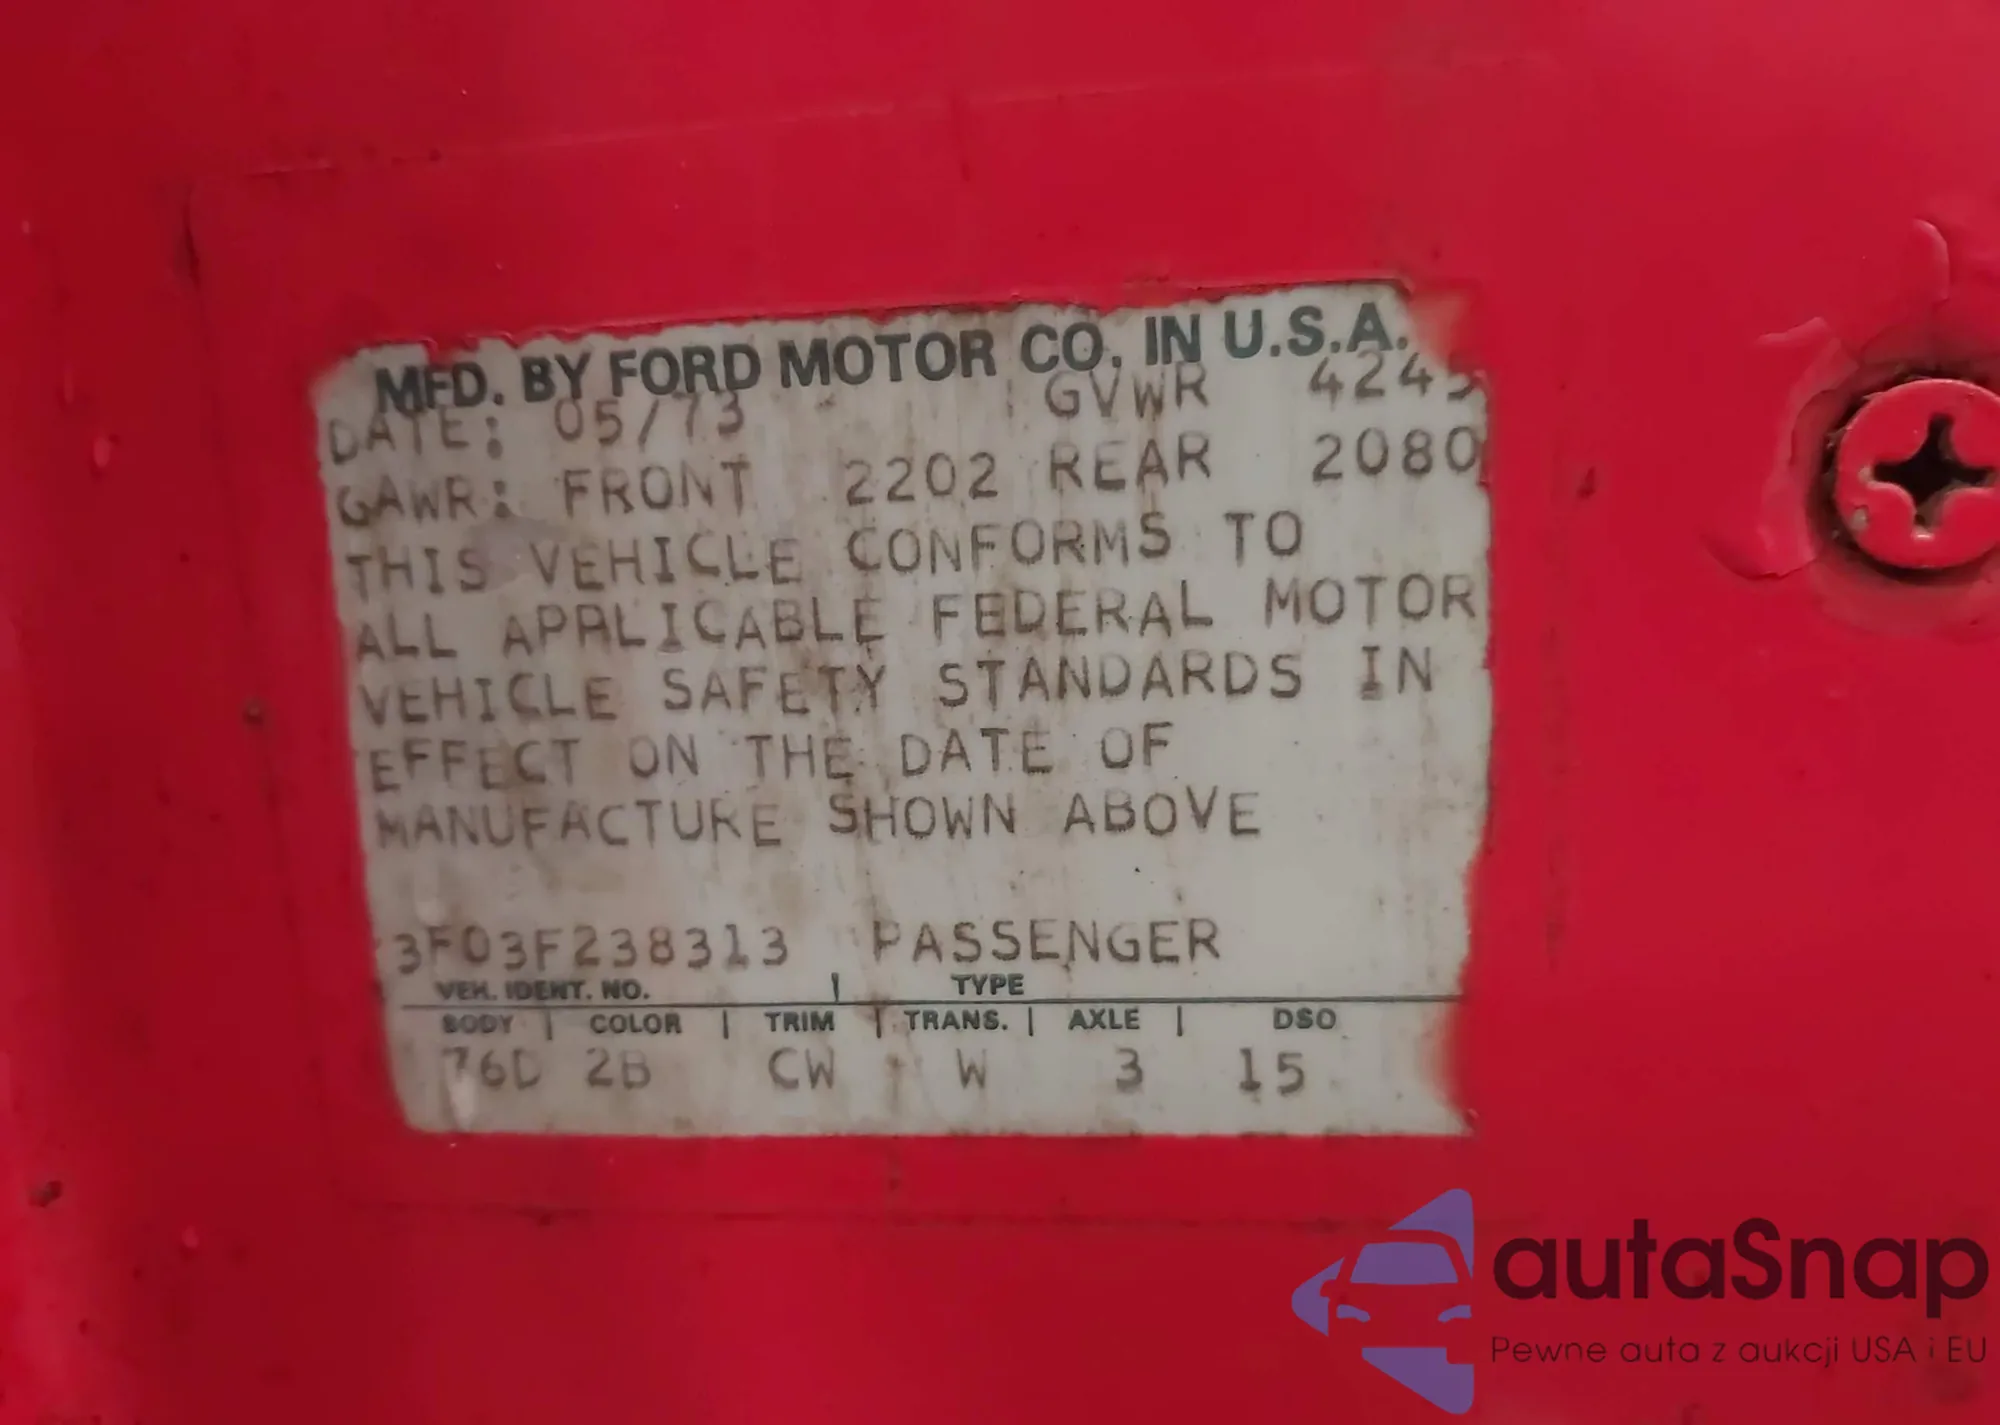 MFD. BY FORD MOTOR CO. IN U.S.A.
DATE: 05/73 GVWR 4245
GAWR: FRONT 2202 REAR 2080
THIS VEHICLE CONFORMS TO
ALL APPLICABLE FEDERAL MOTOR
VEHICLE SAFETY STANDARDS IN
EFFECT ON THE DATE OF
MANUFACTURE SHOWN ABOVE
3F03F238313 PASSENGER
VEH. IDENT. NO. | TYPE
BODY | COLOR | TRIM | TRANS. | AXLE | DSO
76D 2B CW W 3 15
autaSnap
Pewne auta z aukcji USA i EU